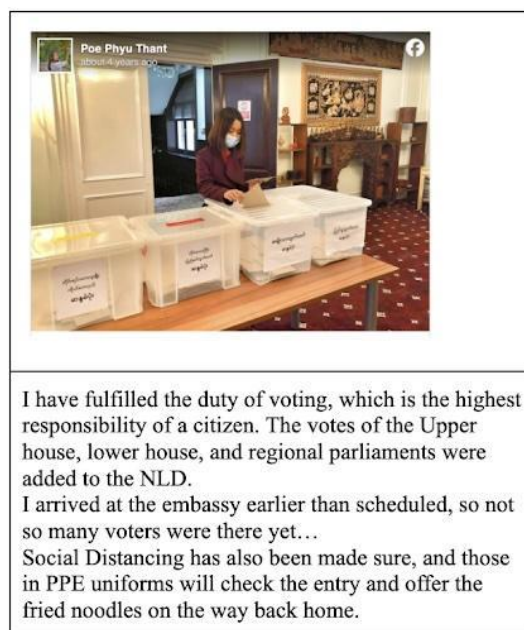 Poe Phyu Thant
about 4 years ago
I have fulfilled the duty of voting, which is the highest
responsibility of a citizen. The votes of the Upper
house, lower house, and regional parliaments were
added to the NLD.
I arrived at the embassy earlier than scheduled, so not
so many voters were there yet…
Social Distancing has also been made sure, and those
in PPE uniforms will check the entry and offer the
fried noodles on the way back home.